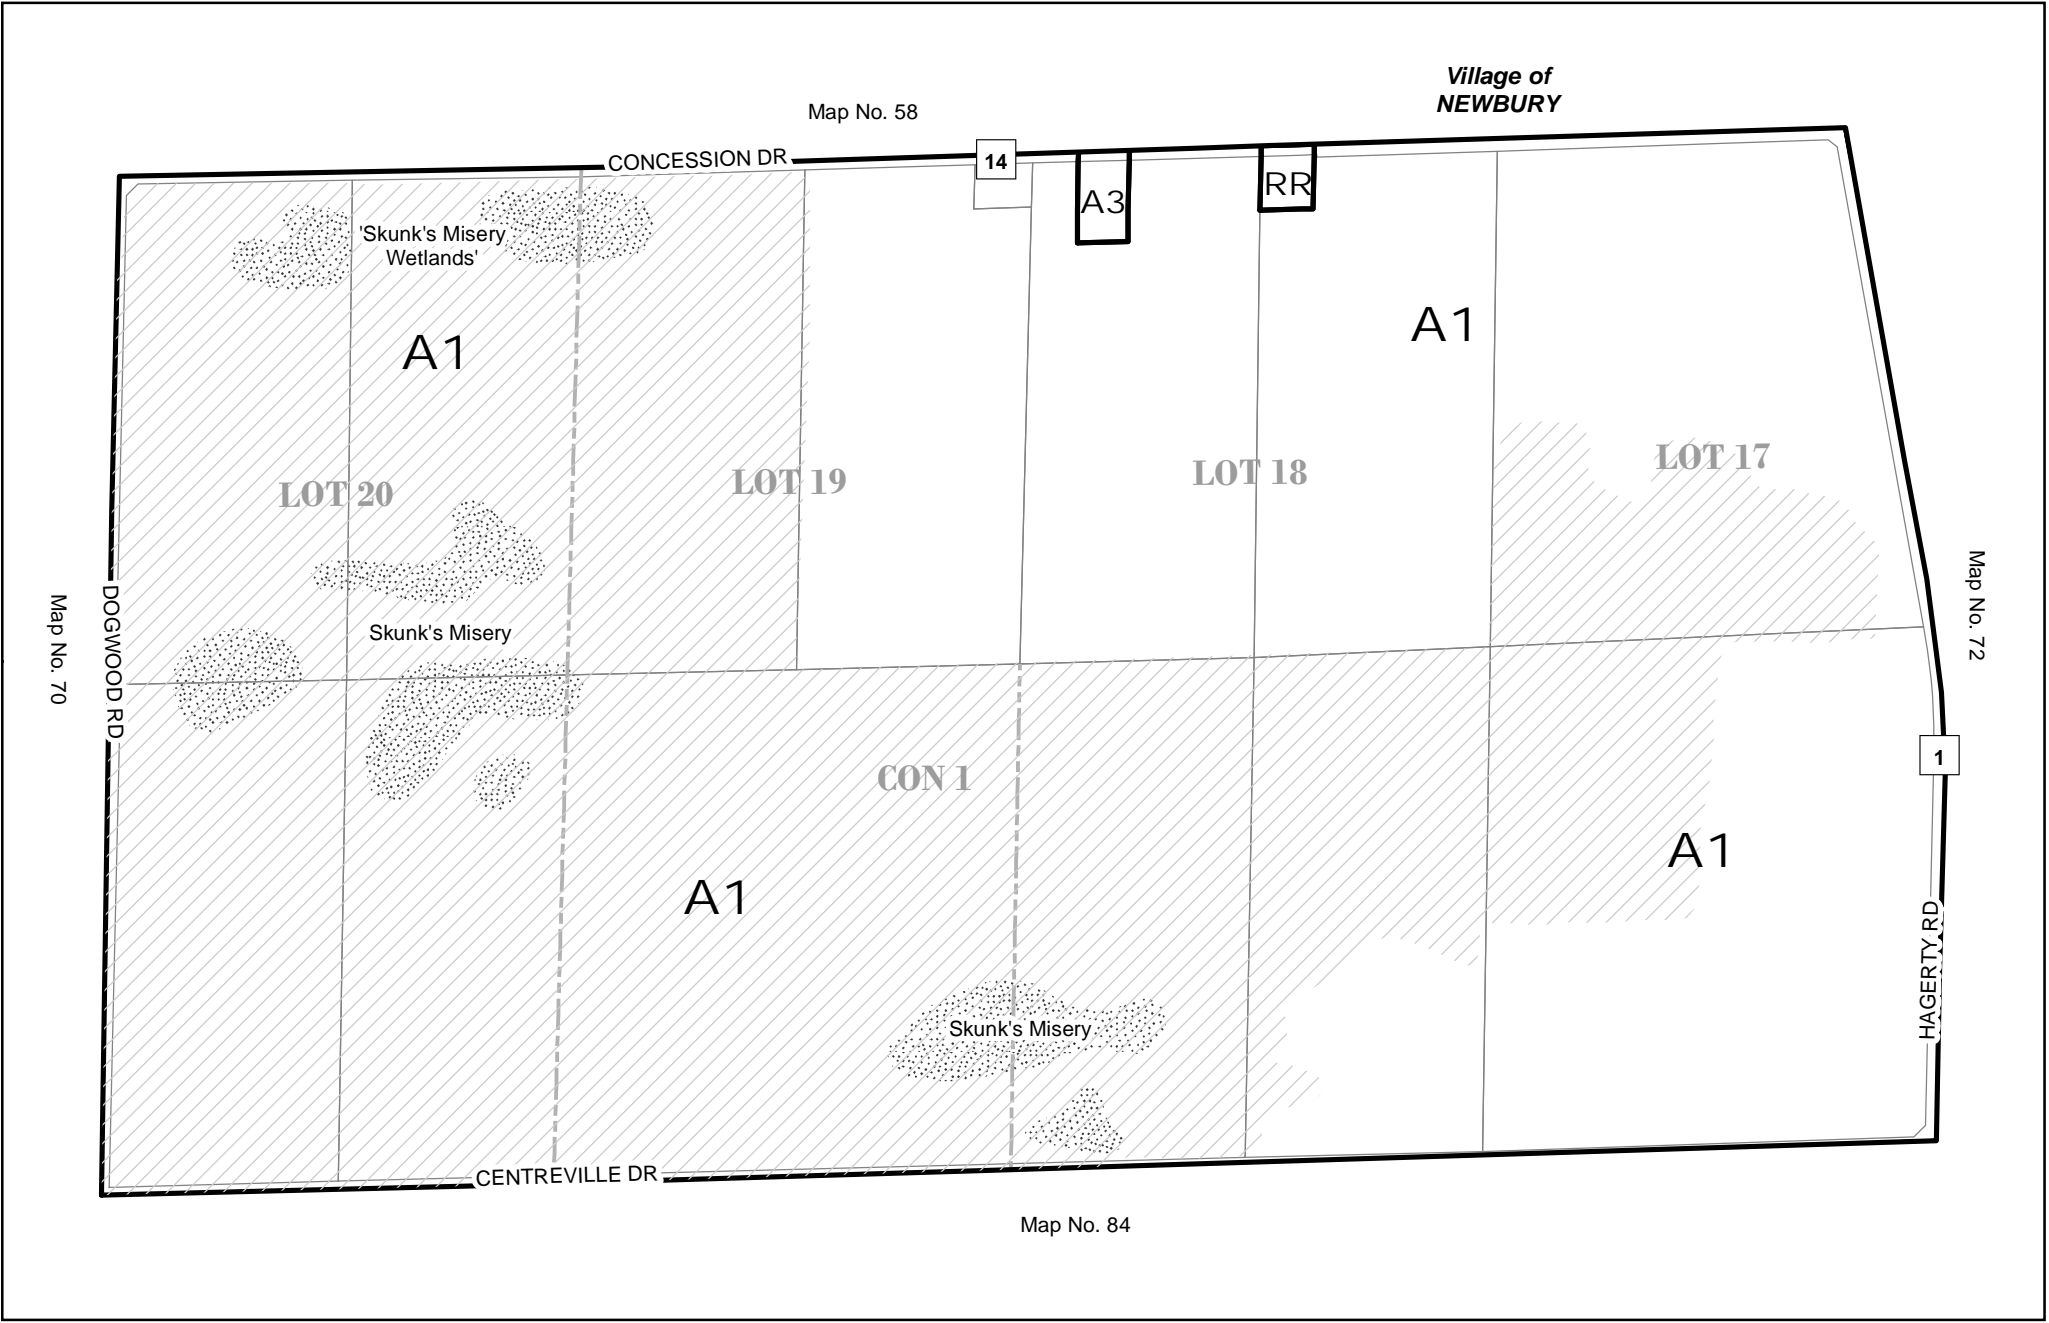 Village of
NEWBURY
Map No. 58
CONCESSION DR
14
A3
RR
'Skunk's Misery
Wetlands'
A1
A1
LOT 20
LOT 19
LOT 18
LOT 17
Skunk's Misery
DOGWOOD RD
Map No. 70
Map No. 72
1
CON 1
A1
A1
HAGERTY RD
Skunk's Misery
CENTREVILLE DR
Map No. 84